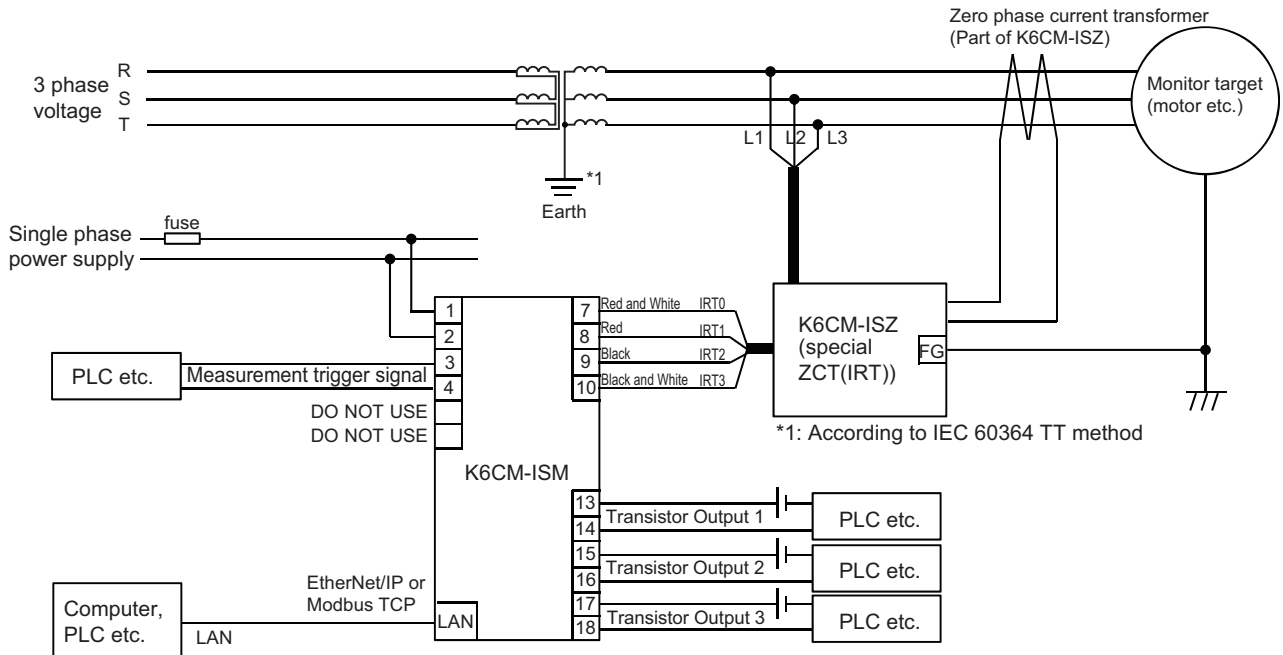 Zero phase current transformer
(Part of K6CM-ISZ)
3 phase
voltage
R
S
T
Monitor target
(motor etc.)
L1
L2
L3
*1
Earth
fuse
Single phase
power supply
1
2
3
4
7
8
9
10
Red and White IRT0
Red IRT1
Black IRT2
Black and White IRT3
K6CM-ISZ
(special
ZCT(IRT))
FG
PLC etc.
Measurement trigger signal
DO NOT USE
DO NOT USE
*1: According to IEC 60364 TT method
K6CM-ISM
13
14
15
16
17
18
Transistor Output 1
PLC etc.
Transistor Output 2
PLC etc.
Transistor Output 3
PLC etc.
EtherNet/IP or
Modbus TCP
Computer,
PLC etc.
LAN
LAN